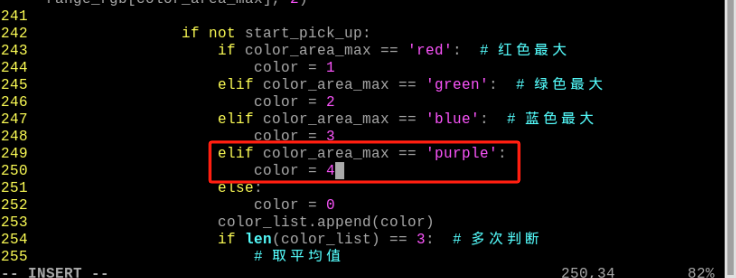 range_rgb[color_area_max], 2)
241
242 if not start_pick_up:
243 if color_area_max == 'red': # 红色最大
244 color = 1
245 elif color_area_max == 'green': # 绿色最大
246 color = 2
247 elif color_area_max == 'blue': # 蓝色最大
248 color = 3
249 elif color_area_max == 'purple':
250 color = 4
251 else:
252 color = 0
253 color_list.append(color)
254 if len(color_list) == 3: # 多次判断
255 # 取平均值
-- INSERT -- 250,34 82%